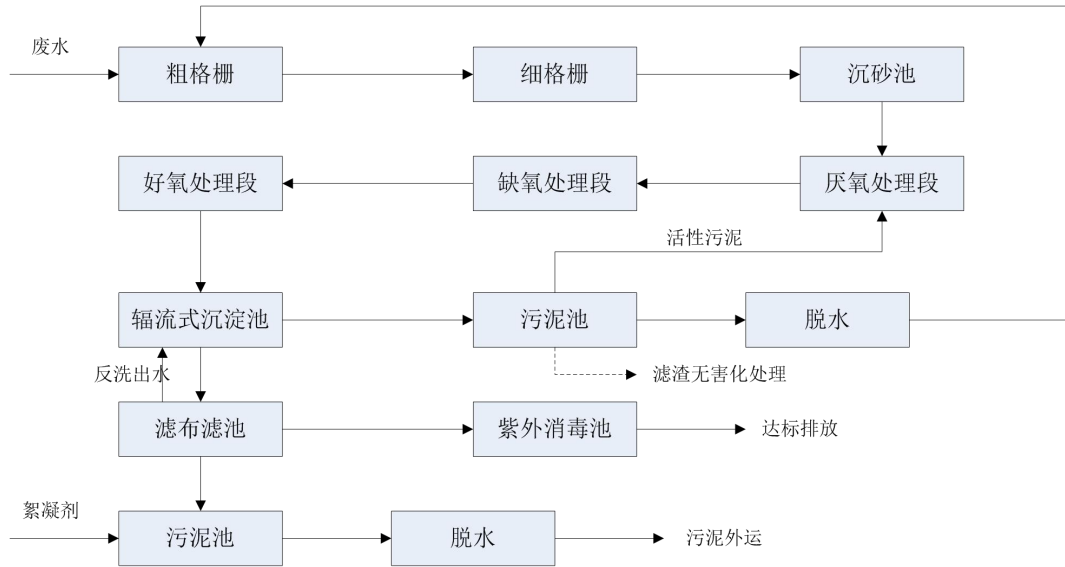 废水
粗格栅
细格栅
沉砂池
好氧处理段
缺氧处理段
厌氧处理段
活性污泥
辐流式沉淀池
污泥池
脱水
反洗出水
滤渣无害化处理
滤布滤池
紫外消毒池
达标排放
絮凝剂
污泥池
脱水
污泥外运